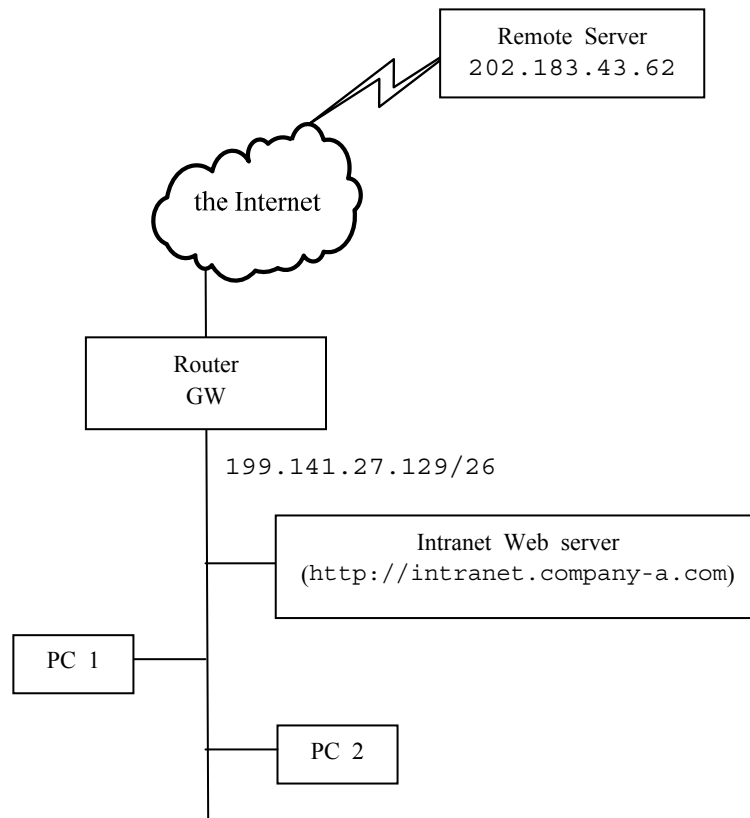 Remote Server
202.183.43.62
the Internet
Router
GW
199.141.27.129/26
Intranet Web server
(http://intranet.company-a.com)
PC 1
PC 2